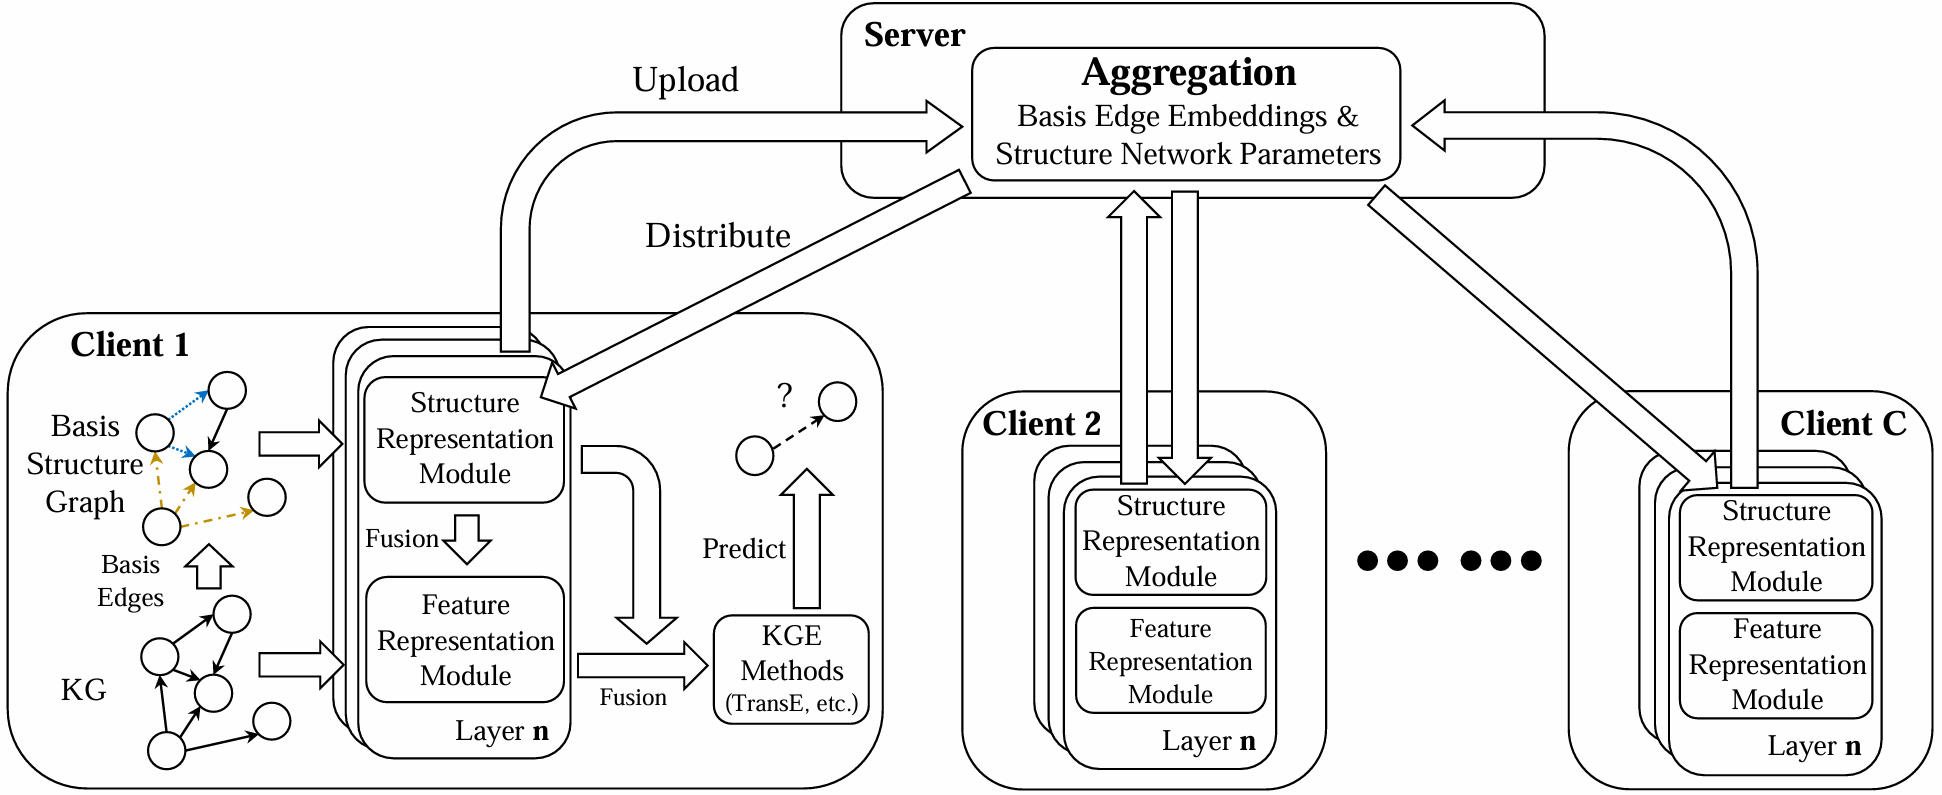 Server
Aggregation
Basis Edge Embeddings &
Structure Network Parameters
Upload
Distribute
Client 1
Basis
Structure
Graph
Basis
Edges
KG
Structure
Representation
Module
Fusion
Feature
Representation
Module
Layer n
Fusion
?
Predict
KGE
Methods
(TransE, etc.)
Client 2
Structure
Representation
Module
Feature
Representation
Module
Layer n
Client C
Structure
Representation
Module
Feature
Representation
Module
Layer n